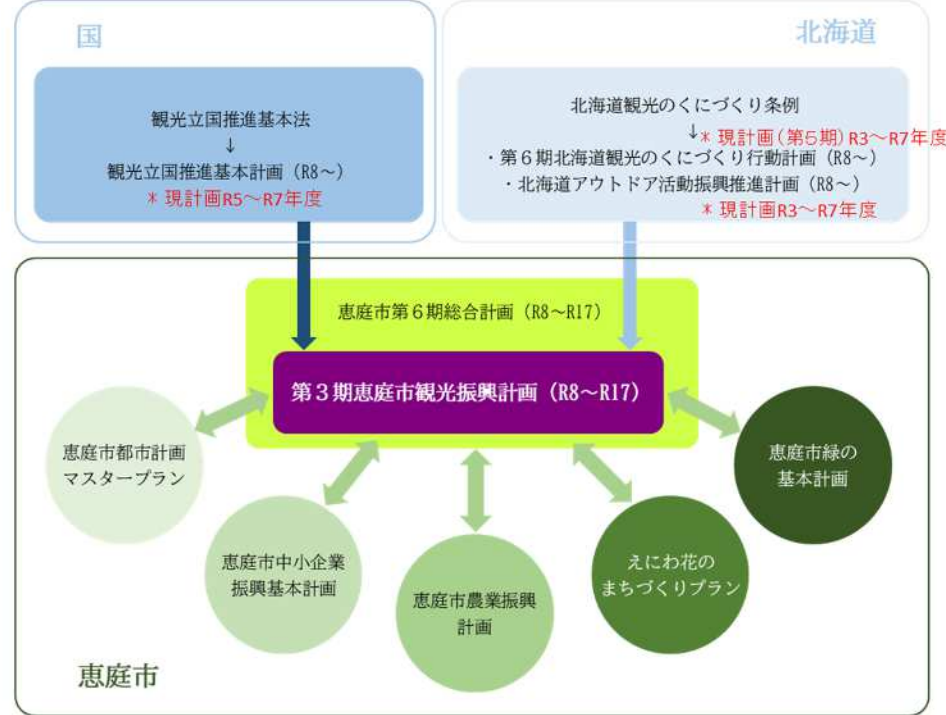 国
観光立国推進基本法
↓
観光立国推進基本計画（R8～）
＊現計画R5～R7年度
北海道
北海道観光のくにづくり条例
↓＊現計画(第5期)R3～R7年度
・第６期北海道観光のくにづくり行動計画（R8～）
・北海道アウトドア活動振興推進計画（R8～）
＊現計画R3～R7年度
恵庭市第６期総合計画（R8～R17）
第３期恵庭市観光振興計画（R8～R17）
恵庭市都市計画
マスタープラン
恵庭市中小企業
振興基本計画
恵庭市農業振興
計画
えにわ花の
まちづくりプラン
恵庭市緑の
基本計画
恵庭市